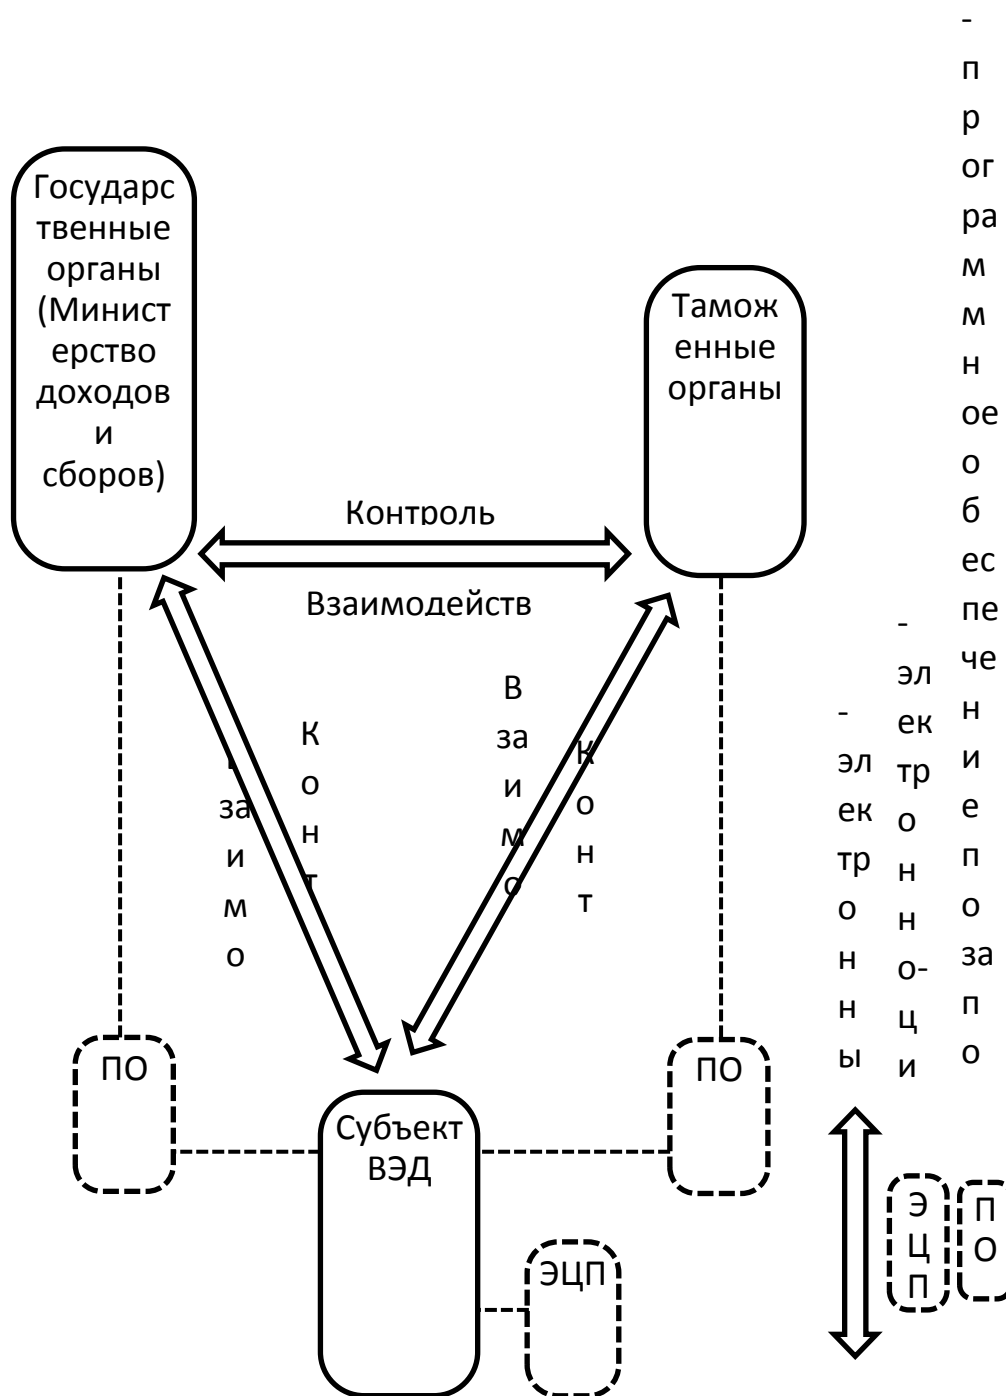 Государс
твенные
органы
(Минист
ерство
доходов
и
сборов)
Тамож
енные
органы
Контроль
Взаимодейств
за
и
м
о
К
о
н
т
В
за
и
м
о
К
о
н
т
ПО
ПО
Субъект
ВЭД
ЭЦП
-
эл
ек
тр
о
н
н
ы
-
эл
ек
тр
о
н
н
о-
ц
и
-
п
р
ог
ра
м
м
н
ое
о
б
ес
пе
че
н
и
е
п
о
за
п
о
Э
Ц
П
П
О